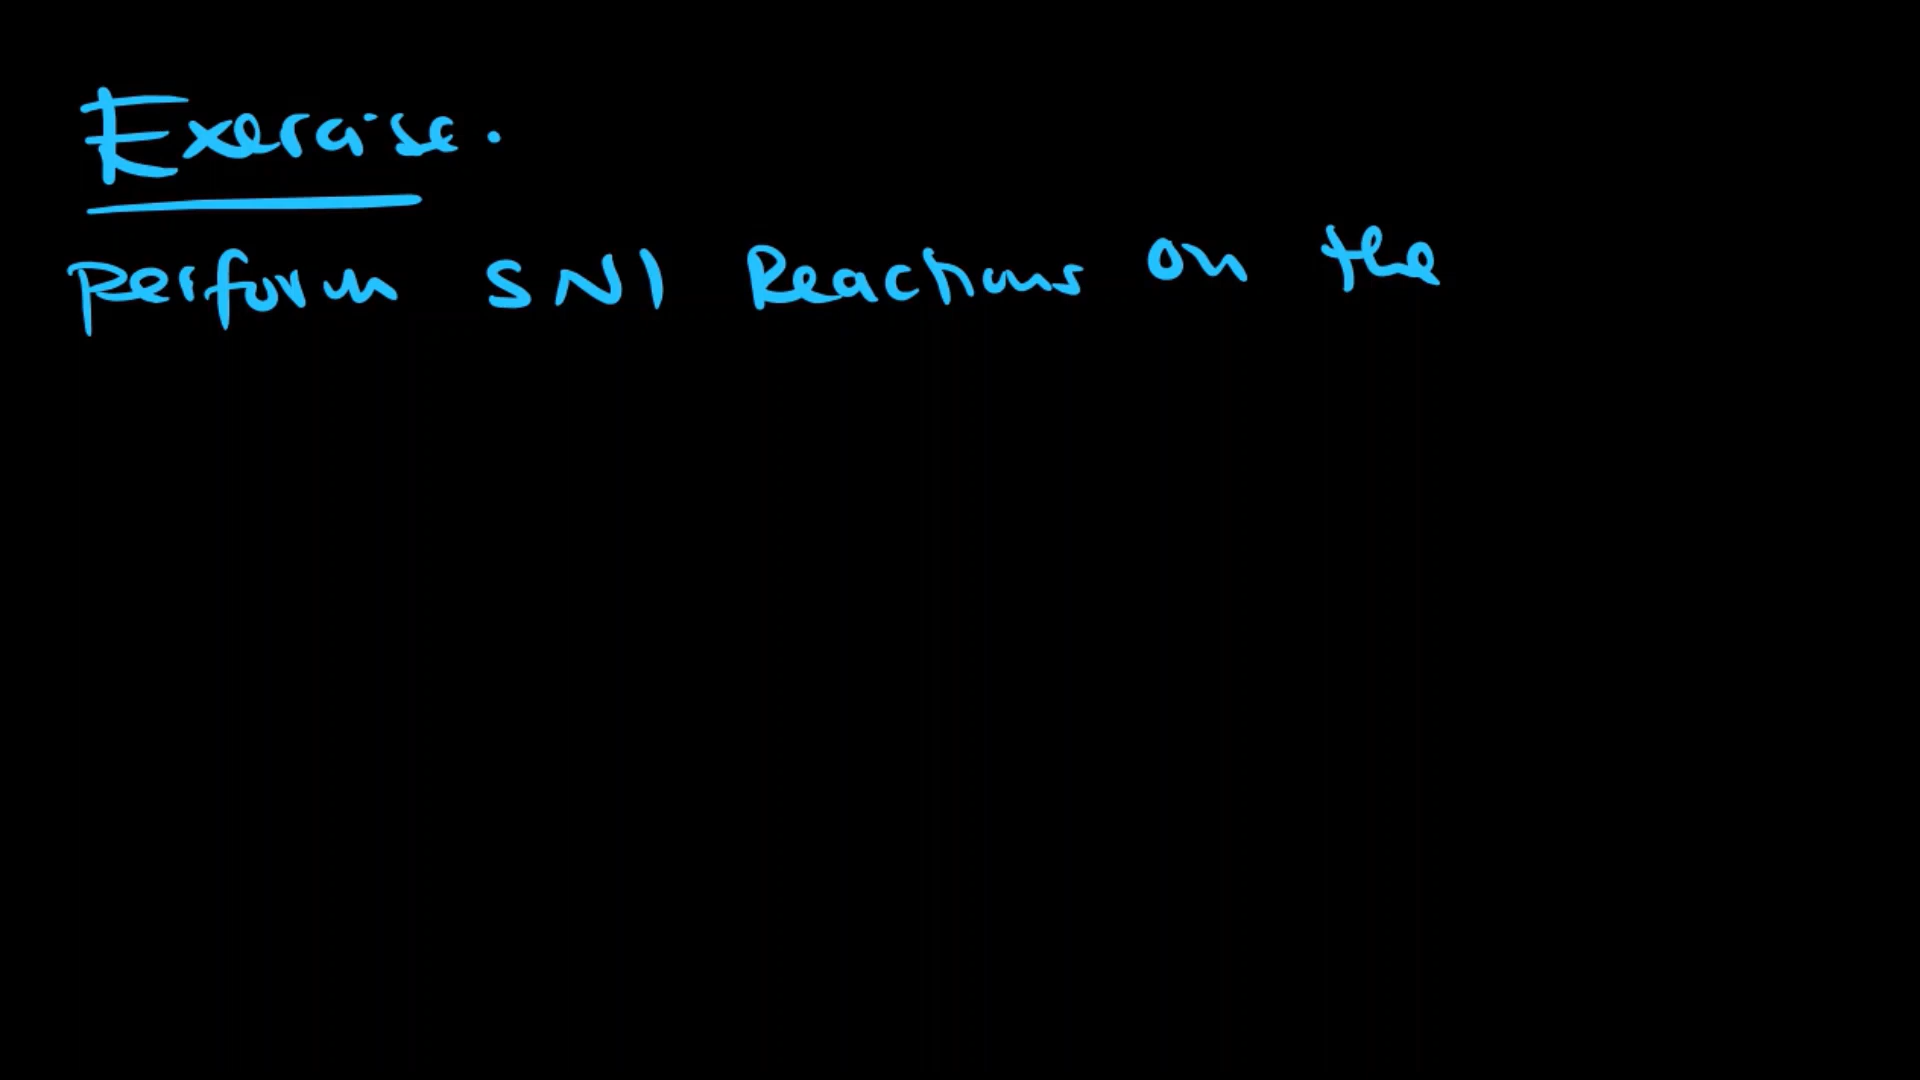 Exercise.
perform SN1 Reactions on the